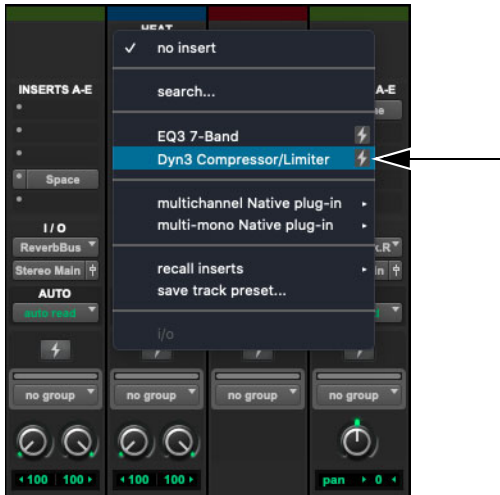 HEAT
✓ no insert
search...
EQ3 7-Band
Dyn3 Compressor/Limiter
multichannel Native plug-in
multi-mono Native plug-in
recall inserts
save track preset...
i/o
INSERTS A-E
Space
I / O
ReverbBus
Stereo Main
AUTO
auto read
no group
100 100
no group
100 100
no group
A-E
.R
in
no group
pan 0